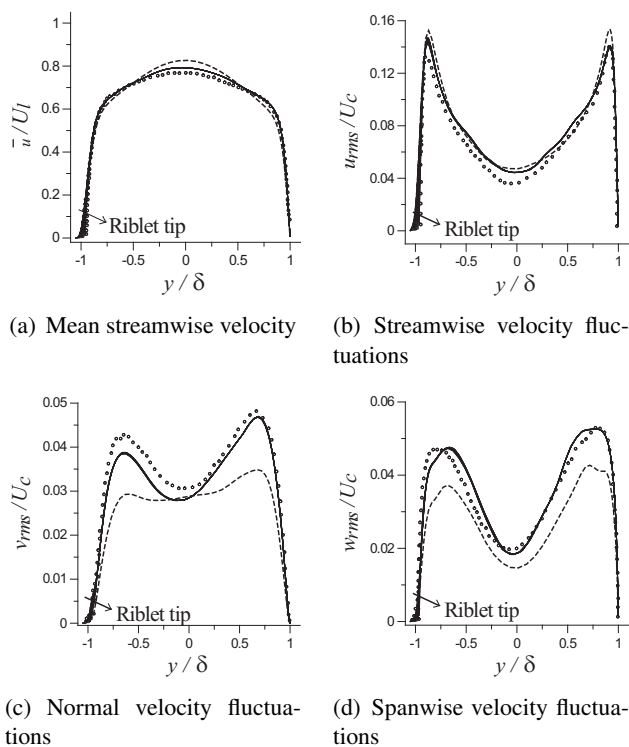 1
0.8
0.6
0.4
0.2
0
ū / U_l
Riblet tip
-1
-0.5
0
0.5
1
y / δ
(a) Mean streamwise velocity
0.16
0.12
0.08
0.04
0
u_rms / U_C
Riblet tip
-1
-0.5
0
0.5
1
y / δ
(b) Streamwise velocity fluc-
tuations
0.05
0.04
0.03
0.02
0.01
0
v_rms / U_C
Riblet tip
-1
-0.5
0
0.5
1
y / δ
(c) Normal velocity fluctua-
tions
0.06
0.04
0.02
0
w_rms / U_C
Riblet tip
-1
-0.5
0
0.5
1
y / δ
(d) Spanwise velocity fluctua-
tions